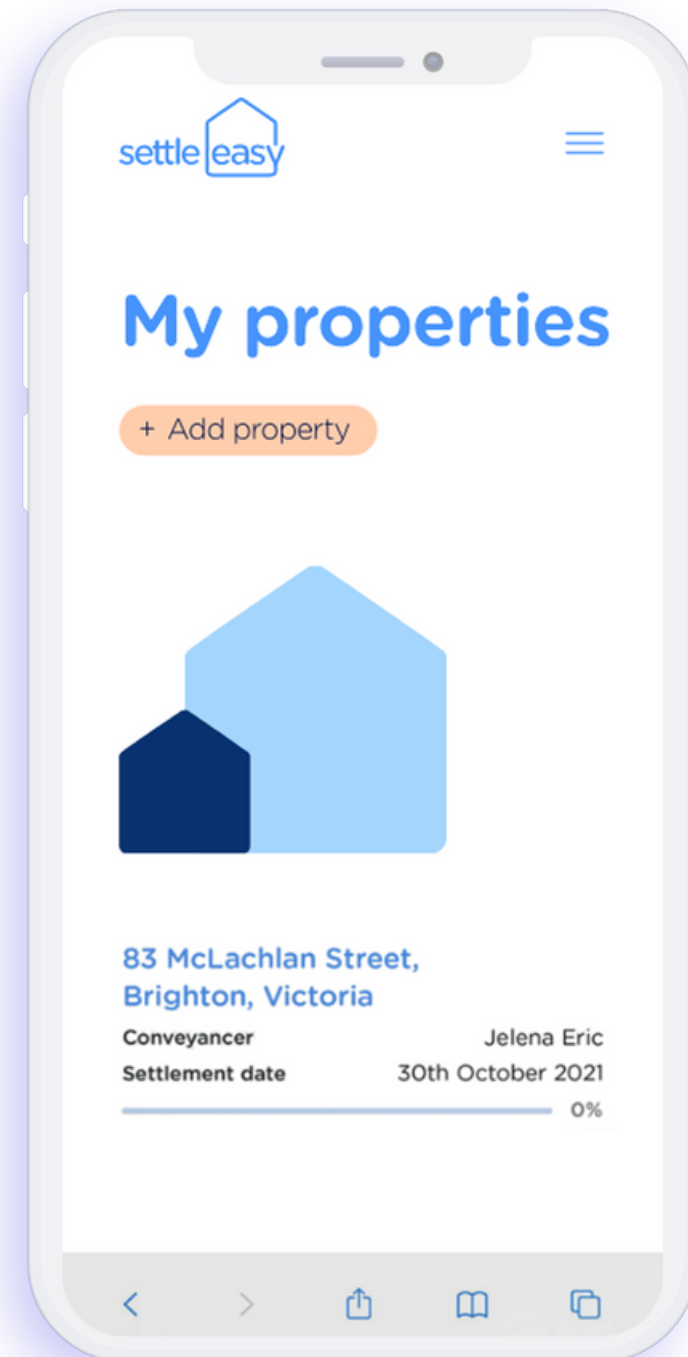 settle easy
My properties
+ Add property
83 McLachlan Street,
Brighton, Victoria
Conveyancer Jelena Eric
Settlement date 30th October 2021
0%